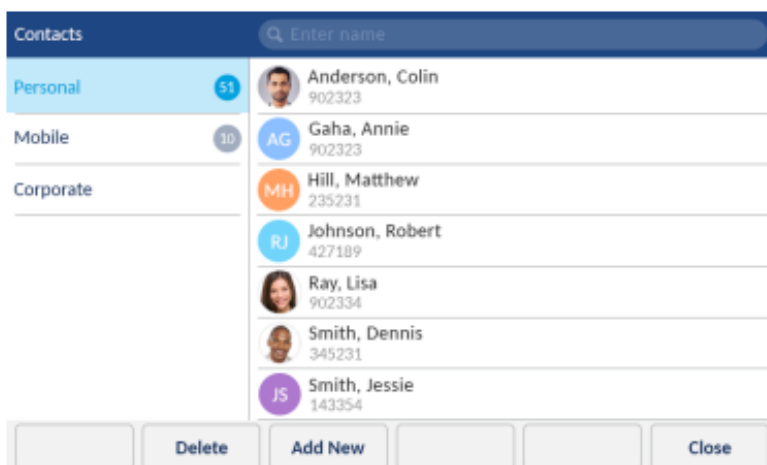 Contacts
Enter name
Personal
51
Mobile
10
Corporate
Anderson, Colin
902323
AG
Gaha, Annie
902323
MH
Hill, Matthew
235231
RJ
Johnson, Robert
427189
Ray, Lisa
902334
Smith, Dennis
345231
JS
Smith, Jessie
143354
Delete
Add New
Close